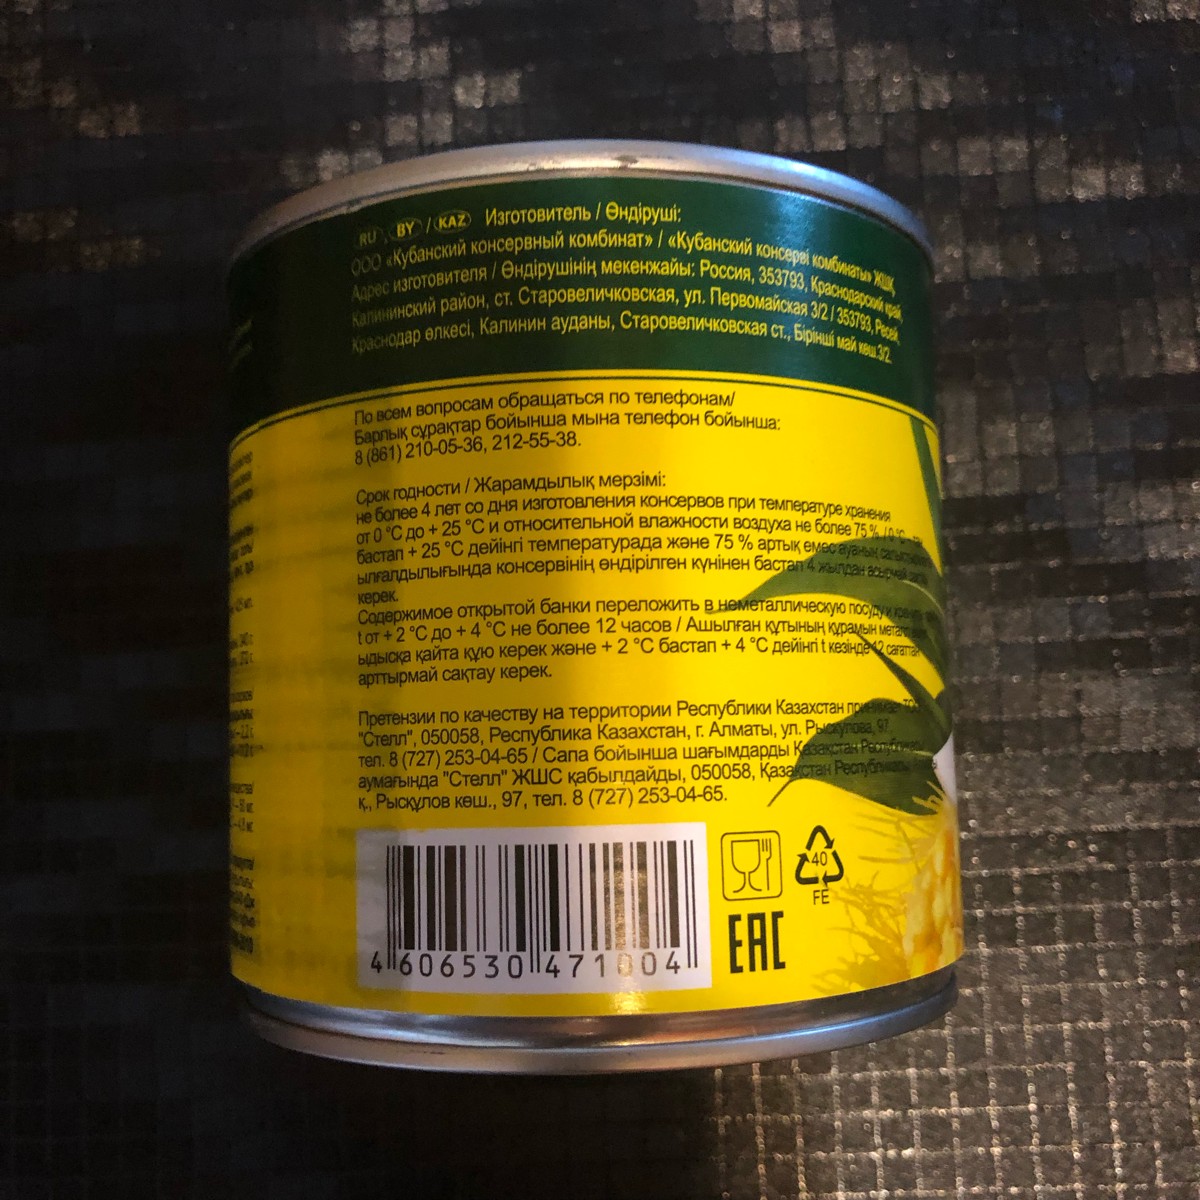 RU, BY / KAZ Изготовитель / Өндіруші:
ООО «Кубанский консервный комбинат» / «Кубанский консерві комбинаты» ЖШҚ
Адрес изготовителя / Өндірушінің мекенжайы: Россия, 353793, Краснодарский край,
Калининский район, ст. Старовеличковская, ул. Первомайская 3/2 / 353793, Ресей,
Краснодар өлкесі, Калинин ауданы, Старовеличковская ст., Бірінші май көш.3/2.
По всем вопросам обращаться по телефонам/
Барлық сұрақтар бойынша мына телефон бойынша:
8 (861) 210-05-36, 212-55-38.
Срок годности / Жарамдылық мерзімі:
не более 4 лет со дня изготовления консервов при температуре хранения
от 0 °С до + 25 °С и относительной влажности воздуха не более 75 % / 0 °С
бастап + 25 °С дейінгі температурада және 75 % артық емес ауаның
ылғалдылығында консервінің өндірілген күнінен бастап 4 жылдан асырмай
керек.
Содержимое открытой банки переложить в неметаллическую посуду и
t от + 2 °С до + 4 °С не более 12 часов / Ашылған құтының құрамын
ыдысқа қайта құю керек және + 2 °С бастап + 4 °С дейінгі t кезінде 12 сағаттан
арттырмай сақтау керек.
Претензии по качеству на территории Республики Казахстан принимает
"Стелл", 050058, Республика Казахстан, г. Алматы, ул. Рыскулова, 97,
тел. 8 (727) 253-04-65 / Сапа бойынша шағымдарды Қазақстан Республикасы
аумағында "Стелл" ЖШС қабылдайды, 050058, Қазақстан Республикасы,
қ., Рысқұлов көш., 97, тел. 8 (727) 253-04-65.
4 606530 471004
40
FE
EAC